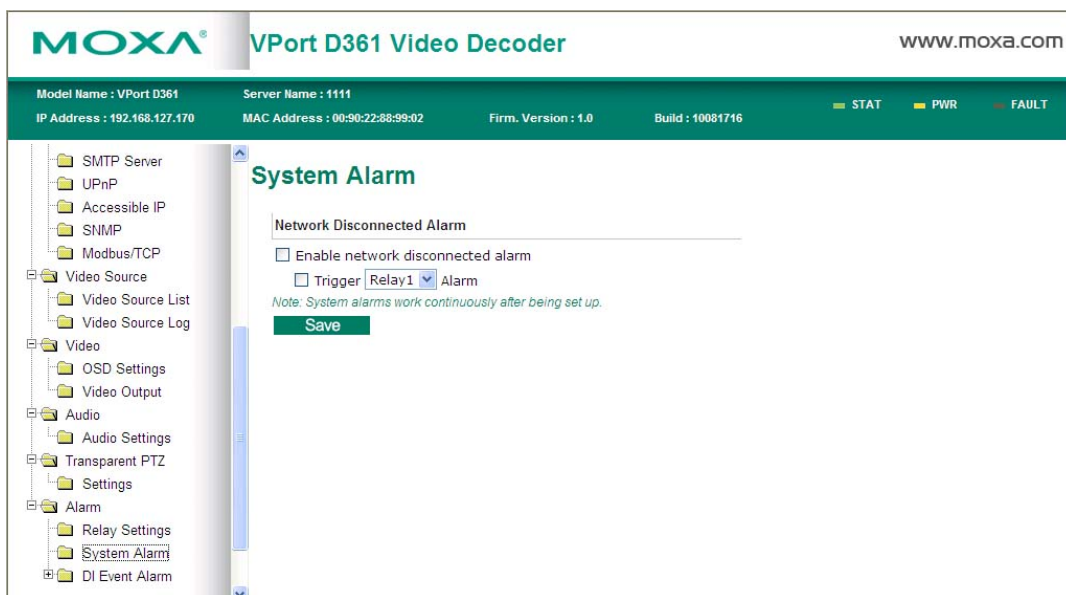 MOXA®
VPort D361 Video Decoder
www.moxa.com
Model Name : VPort D361
Server Name : 1111
STAT
PWR
FAULT
IP Address : 192.168.127.170
MAC Address : 00:90:22:88:99:02
Firm. Version : 1.0
Build : 10081716
SMTP Server
UPnP
Accessible IP
SNMP
Modbus/TCP
Video Source
Video Source List
Video Source Log
Video
OSD Settings
Video Output
Audio
Audio Settings
Transparent PTZ
Settings
Alarm
Relay Settings
System Alarm
DI Event Alarm
System Alarm
Network Disconnected Alarm
Enable network disconnected alarm
Trigger Relay1 Alarm
Note: System alarms work continuously after being set up.
Save